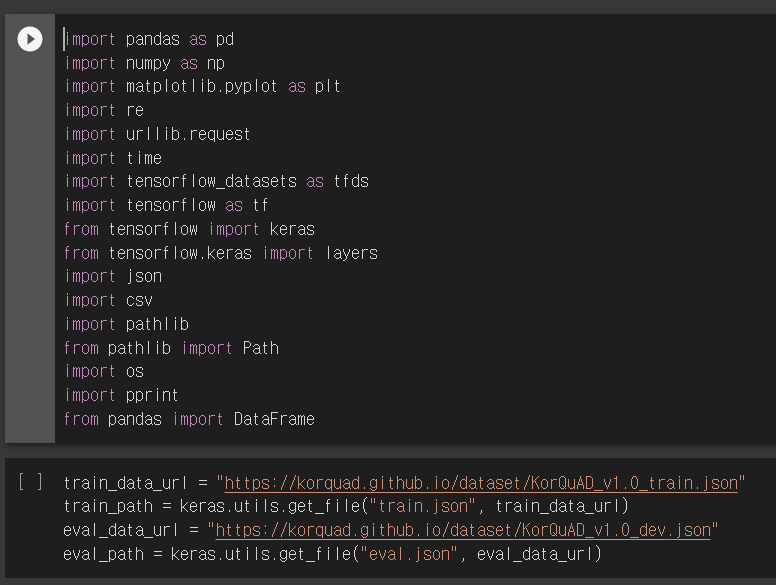 import pandas as pd
import numpy as np
import matplotlib.pyplot as plt
import re
import urllib.request
import time
import tensorflow_datasets as tfds
import tensorflow as tf
from tensorflow import keras
from tensorflow.keras import layers
import json
import csv
import pathlib
from pathlib import Path
import os
import pprint
from pandas import DataFrame
[ ] train_data_url = "https://korquad.github.io/dataset/KorQuAD_v1.0_train.json"
train_path = keras.utils.get_file("train.json", train_data_url)
eval_data_url = "https://korquad.github.io/dataset/KorQuAD_v1.0_dev.json"
eval_path = keras.utils.get_file("eval.json", eval_data_url)